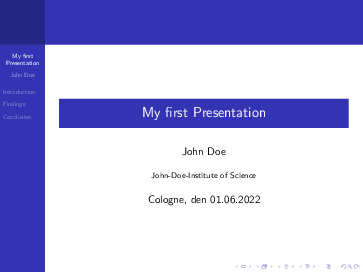 My first
Presentation
John Doe
Introduction
Findings
Conclusion
My first Presentation
John Doe
John-Doe-Institute of Science
Cologne, den 01.06.2022